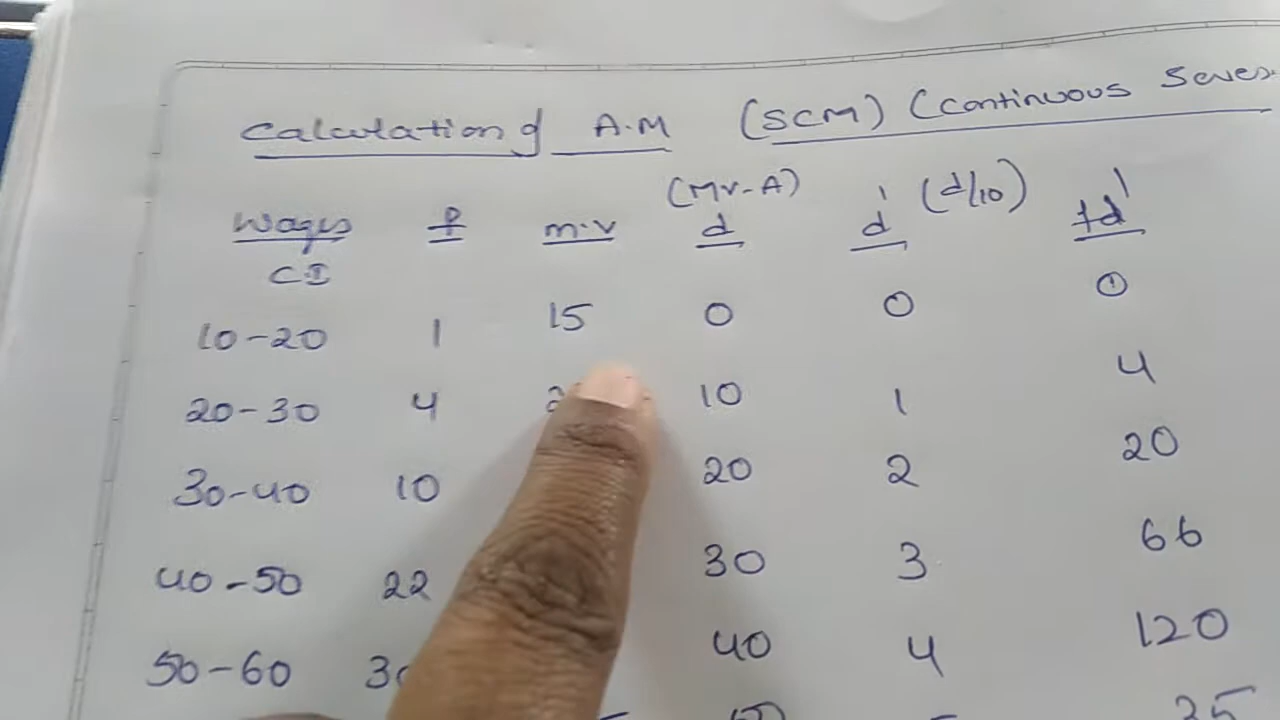 Calculation of A.M (SCM) (Continuous Series
(Mv-A)
Wages f m.v d d' (d/10) fd'
CI
10-20 1 15 0 0 0
20-30 4 10 1 4
30-40 10 20 2 20
40-50 22 30 3 66
50-60 30 40 4 120